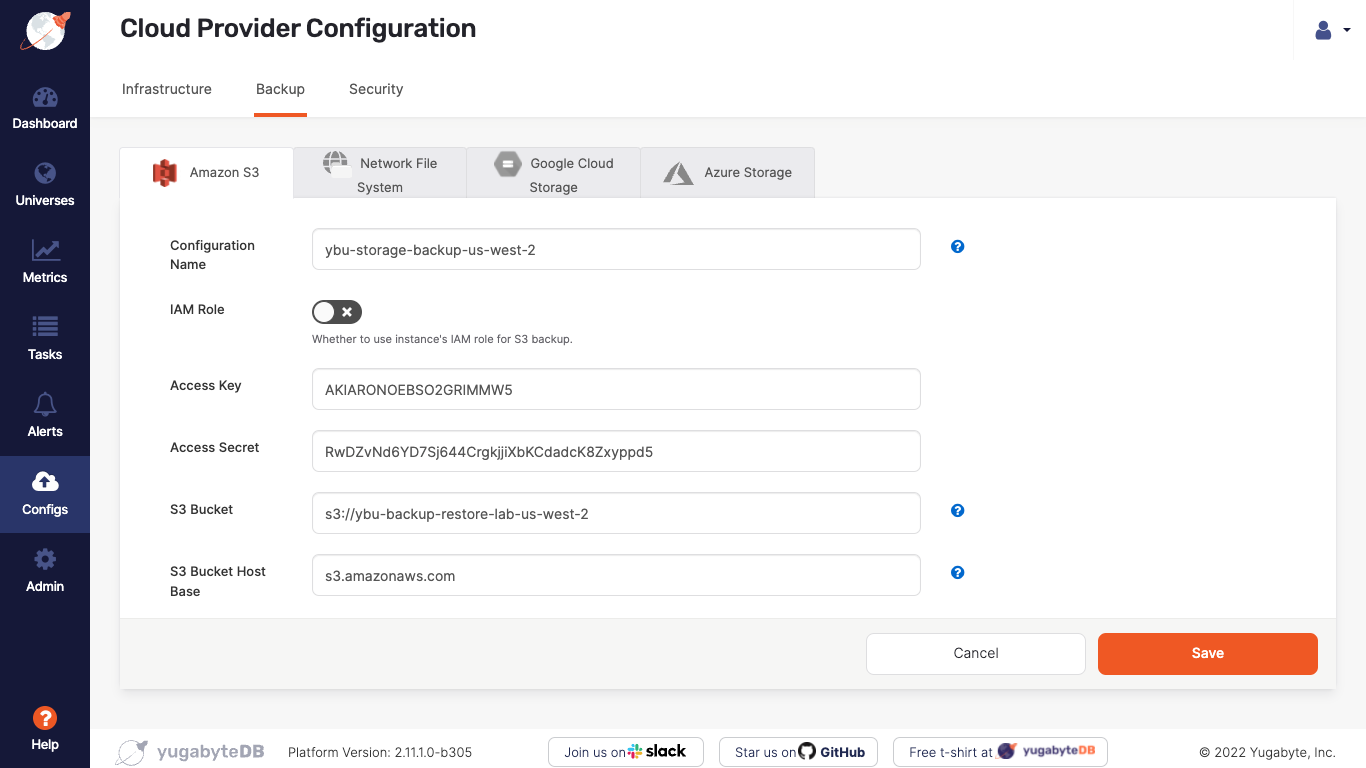 Cloud Provider Configuration
Infrastructure
Backup
Security
Dashboard
Universes
Metrics
Tasks
Alerts
Configs
Admin
Help
Amazon S3
Network File
System
Google Cloud
Storage
Azure Storage
Configuration
Name
ybu-storage-backup-us-west-2
IAM Role
Whether to use instance's IAM role for S3 backup.
Access Key
AKIARONOEBSO2GRIMMW5
Access Secret
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
S3 Bucket
s3://ybu-backup-restore-lab-us-west-2
S3 Bucket Host
Base
s3.amazonaws.com
Cancel
Save
yugabyteDB
Platform Version: 2.11.1.0-b305
Join us on slack
Star us on GitHub
Free t-shirt at yugabyteDB
© 2022 Yugabyte, Inc.